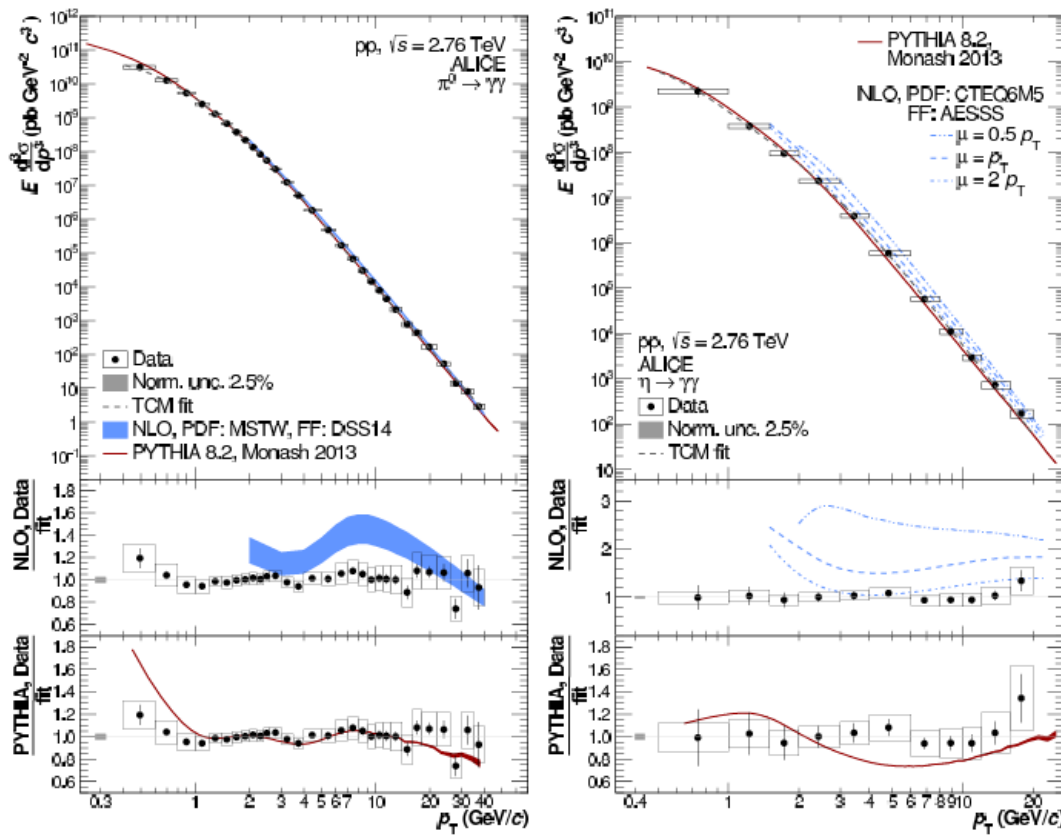 10¹²
10¹¹
10¹⁰
10⁹
10⁸
10⁷
10⁶
10⁵
10⁴
10³
10²
10
1
10⁻¹
E d³σ/dp³ (pb GeV⁻² c³)
pp, √s = 2.76 TeV
ALICE
π⁰ → γγ
Data
Norm. unc. 2.5%
TCM fit
NLO, PDF: MSTW, FF: DSS14
PYTHIA 8.2, Monash 2013
NLO, Data
fit
1.8
1.6
1.4
1.2
1.0
0.8
0.6
PYTHIA, Data
fit
1.8
1.6
1.4
1.2
1.0
0.8
0.6
0.3 1 2 3 4 5 6 7 10 20 30 40
p_T (GeV/c)
10¹¹
10¹⁰
10⁹
10⁸
10⁷
10⁶
10⁵
10⁴
10³
10²
10
E d³σ/dp³ (pb GeV⁻² c³)
PYTHIA 8.2,
Monash 2013
NLO, PDF: CTEQ6M5
FF: AESSS
μ = 0.5 p_T
μ = p_T
μ = 2 p_T
pp, √s = 2.76 TeV
ALICE
η → γγ
Data
Norm. unc. 2.5%
TCM fit
NLO, Data
fit
3
2
1
PYTHIA, Data
fit
1.8
1.6
1.4
1.2
1.0
0.8
0.6
0.4 1 2 3 4 5 6 7 8 9 10 20
p_T (GeV/c)